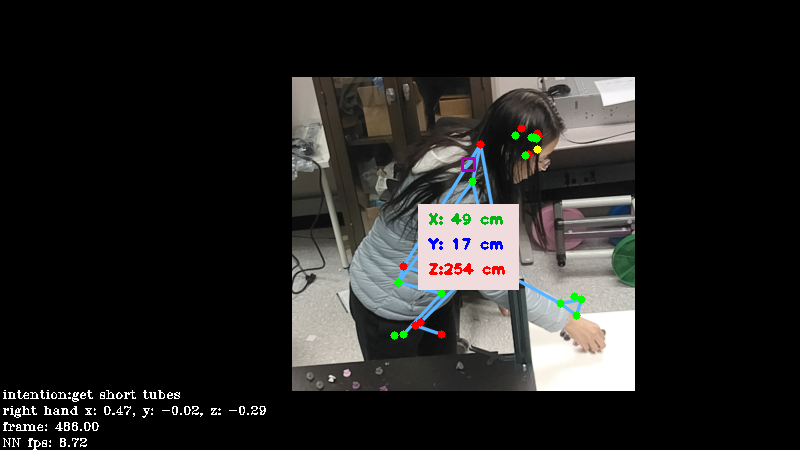 X: 49 cm
Y: 17 cm
Z:254 cm
intention:get short tubes
right hand x: 0.47, y: -0.02, z: -0.29
frame: 486.00
NN fps: 8.72